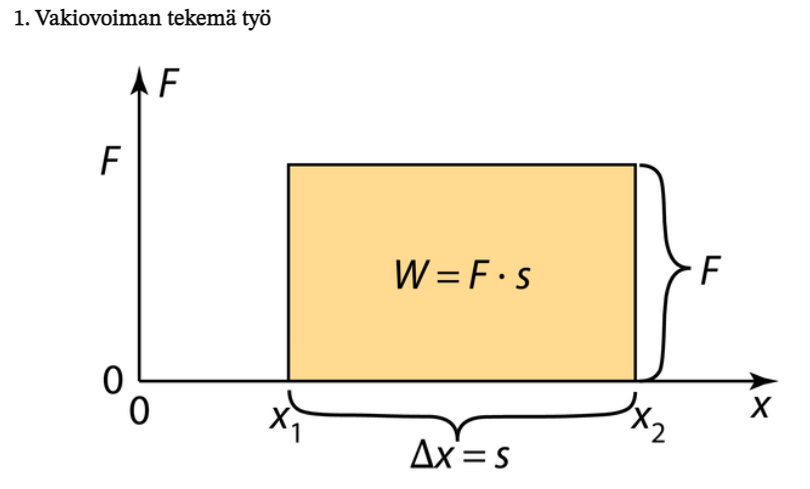 1. Vakiovoiman tekemä työ
F
F
W = F · s
F
0
0
x₁
x₂
x
Δx = s